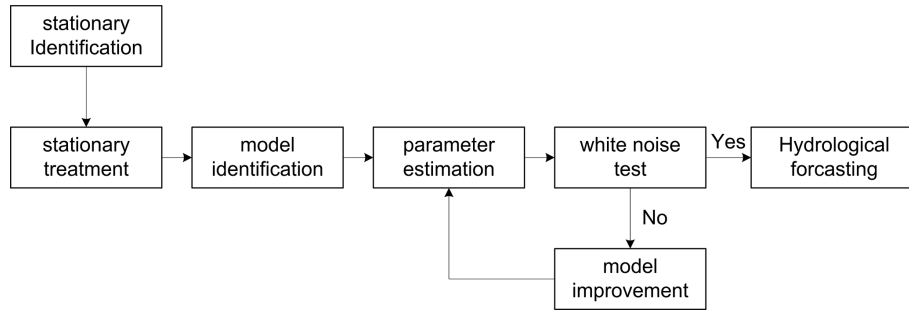 stationary
Identification
stationary
treatment
model
identification
parameter
estimation
white noise
test
Yes
Hydrological
forcasting
No
model
improvement